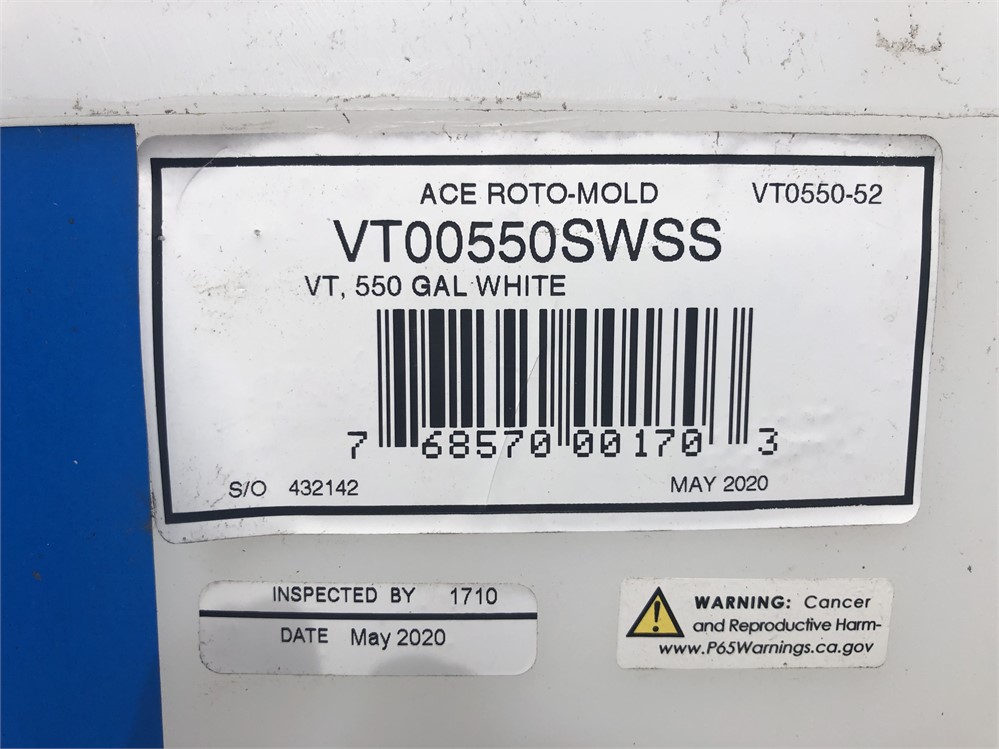 ACE ROTO-MOLD VT0550-52
VT00550SWSS
VT, 550 GAL WHITE
7 68570 00170 3
S/O 432142 MAY 2020
INSPECTED BY 1710
DATE May 2020
WARNING: Cancer
and Reproductive Harm-
www.P65Warnings.ca.gov